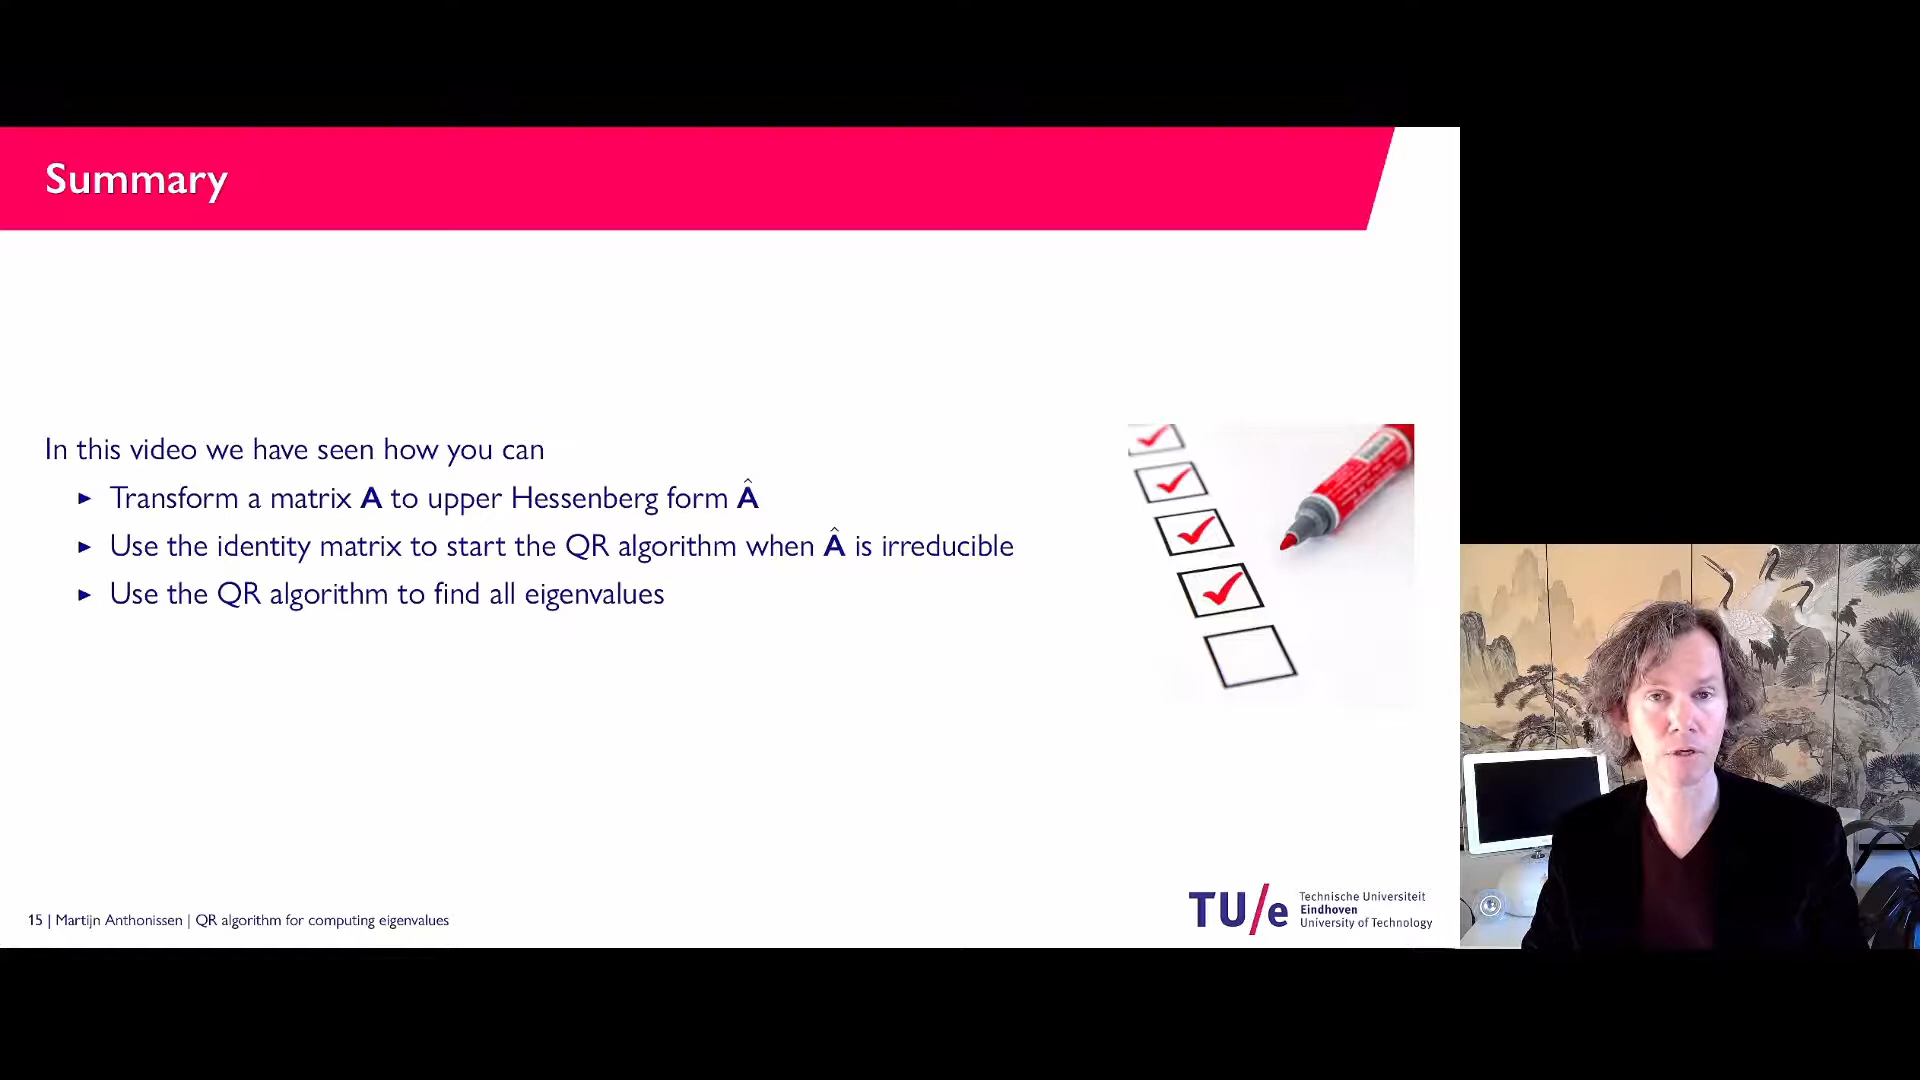 Summary
In this video we have seen how you can
▸ Transform a matrix A to upper Hessenberg form Â
▸ Use the identity matrix to start the QR algorithm when Â is irreducible
▸ Use the QR algorithm to find all eigenvalues
15 | Martijn Anthonissen | QR algorithm for computing eigenvalues
TU/e
Technische Universiteit
Eindhoven
University of Technology